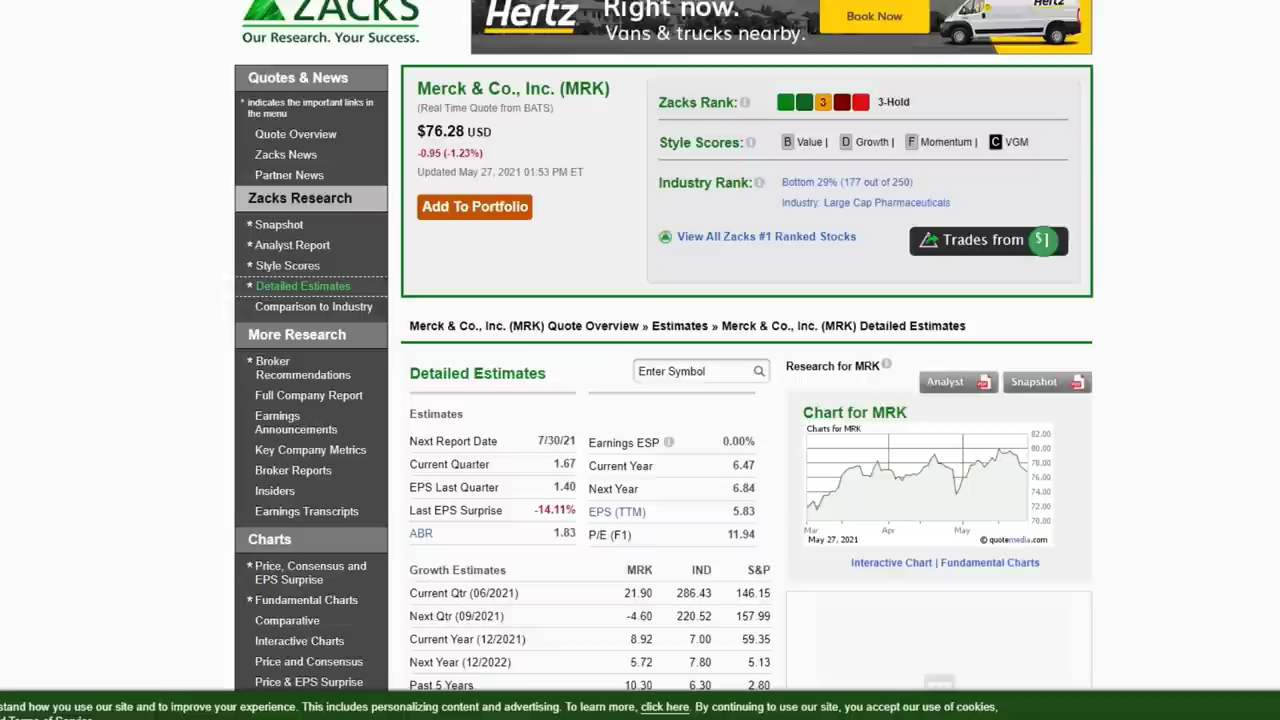 ZACKS
Our Research. Your Success.
Hertz
Right now.
Vans & trucks nearby.
Book Now
Hertz
Quotes & News
* indicates the important links in
the menu
Quote Overview
Zacks News
Partner News
Zacks Research
* Snapshot
* Analyst Report
* Style Scores
* Detailed Estimates
Comparison to Industry
More Research
* Broker
Recommendations
Full Company Report
Earnings
Announcements
Key Company Metrics
Broker Reports
Insiders
Earnings Transcripts
Charts
* Price, Consensus and
EPS Surprise
* Fundamental Charts
Comparative
Interactive Charts
Price and Consensus
Price & EPS Surprise
Merck & Co., Inc. (MRK)
(Real Time Quote from BATS)
$76.28 USD
-0.95 (-1.23%)
Updated May 27, 2021 01:53 PM ET
Add To Portfolio
Zacks Rank: 3 3-Hold
Style Scores: B Value | D Growth | F Momentum | C VGM
Industry Rank: Bottom 29% (177 out of 250)
Industry: Large Cap Pharmaceuticals
View All Zacks #1 Ranked Stocks
Trades from $1
Merck & Co., Inc. (MRK) Quote Overview » Estimates » Merck & Co., Inc. (MRK) Detailed Estimates
Detailed Estimates
Enter Symbol
Estimates
Next Report Date 7/30/21
Current Quarter 1.67
EPS Last Quarter 1.40
Last EPS Surprise -14.11%
ABR 1.83
Earnings ESP 0.00%
Current Year 6.47
Next Year 6.84
EPS (TTM) 5.83
P/E (F1) 11.94
Growth Estimates MRK IND S&P
Current Qtr (06/2021) 21.90 286.43 146.15
Next Qtr (09/2021) -4.60 220.52 157.99
Current Year (12/2021) 8.92 7.00 59.35
Next Year (12/2022) 5.72 7.80 5.13
Past 5 Years 10.30 6.30 2.80
Research for MRK
Analyst
Snapshot
Chart for MRK
Charts for MRK
82.00
80.00
78.00
76.00
74.00
72.00
70.00
Mar Apr May
May 27, 2021
© quotemedia.com
Interactive Chart | Fundamental Charts
stand how you use our site and to improve your experience. This includes personalizing content and advertising. To learn more, click here. By continuing to use our site, you accept our use of cookies,
d Terms of Service